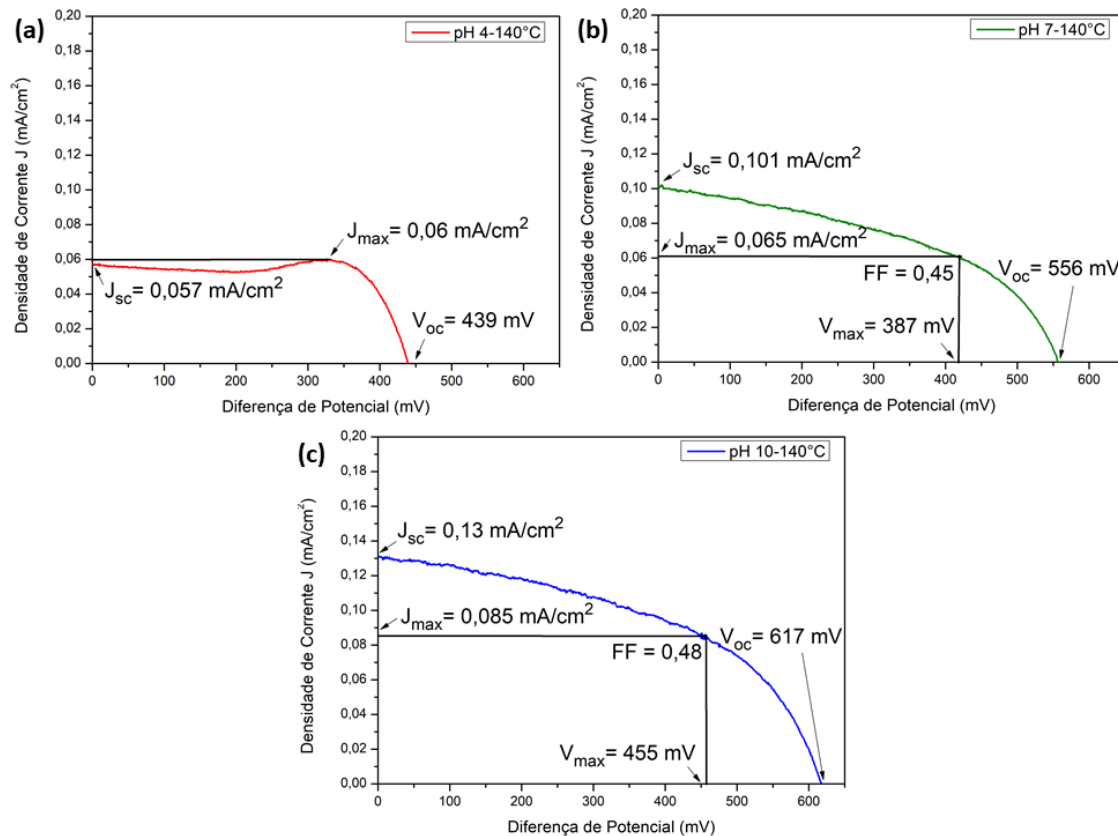 (a)
pH 4-140°C
Densidade de Corrente J (mA/cm²)
0,20
0,18
0,16
0,14
0,12
0,10
0,08
0,06
0,04
0,02
0,00
Jmax = 0,06 mA/cm²
Jsc= 0,057 mA/cm²
Voc= 439 mV
0 100 200 300 400 500 600
Diferença de Potencial (mV)
(b)
pH 7-140°C
Densidade de Corrente J (mA/cm²)
0,20
0,18
0,16
0,14
0,12
0,10
0,08
0,06
0,04
0,02
0,00
Jsc= 0,101 mA/cm²
Jmax= 0,065 mA/cm²
FF = 0,45
Voc= 556 mV
Vmax= 387 mV
0 100 200 300 400 500 600
Diferença de Potencial (mV)
(c)
pH 10-140°C
Densidade de Corrente J (mA/cm²)
0,20
0,18
0,16
0,14
0,12
0,10
0,08
0,06
0,04
0,02
0,00
Jsc= 0,13 mA/cm²
Jmax= 0,085 mA/cm²
FF = 0,48
Voc= 617 mV
Vmax= 455 mV
0 100 200 300 400 500 600
Diferença de Potencial (mV)